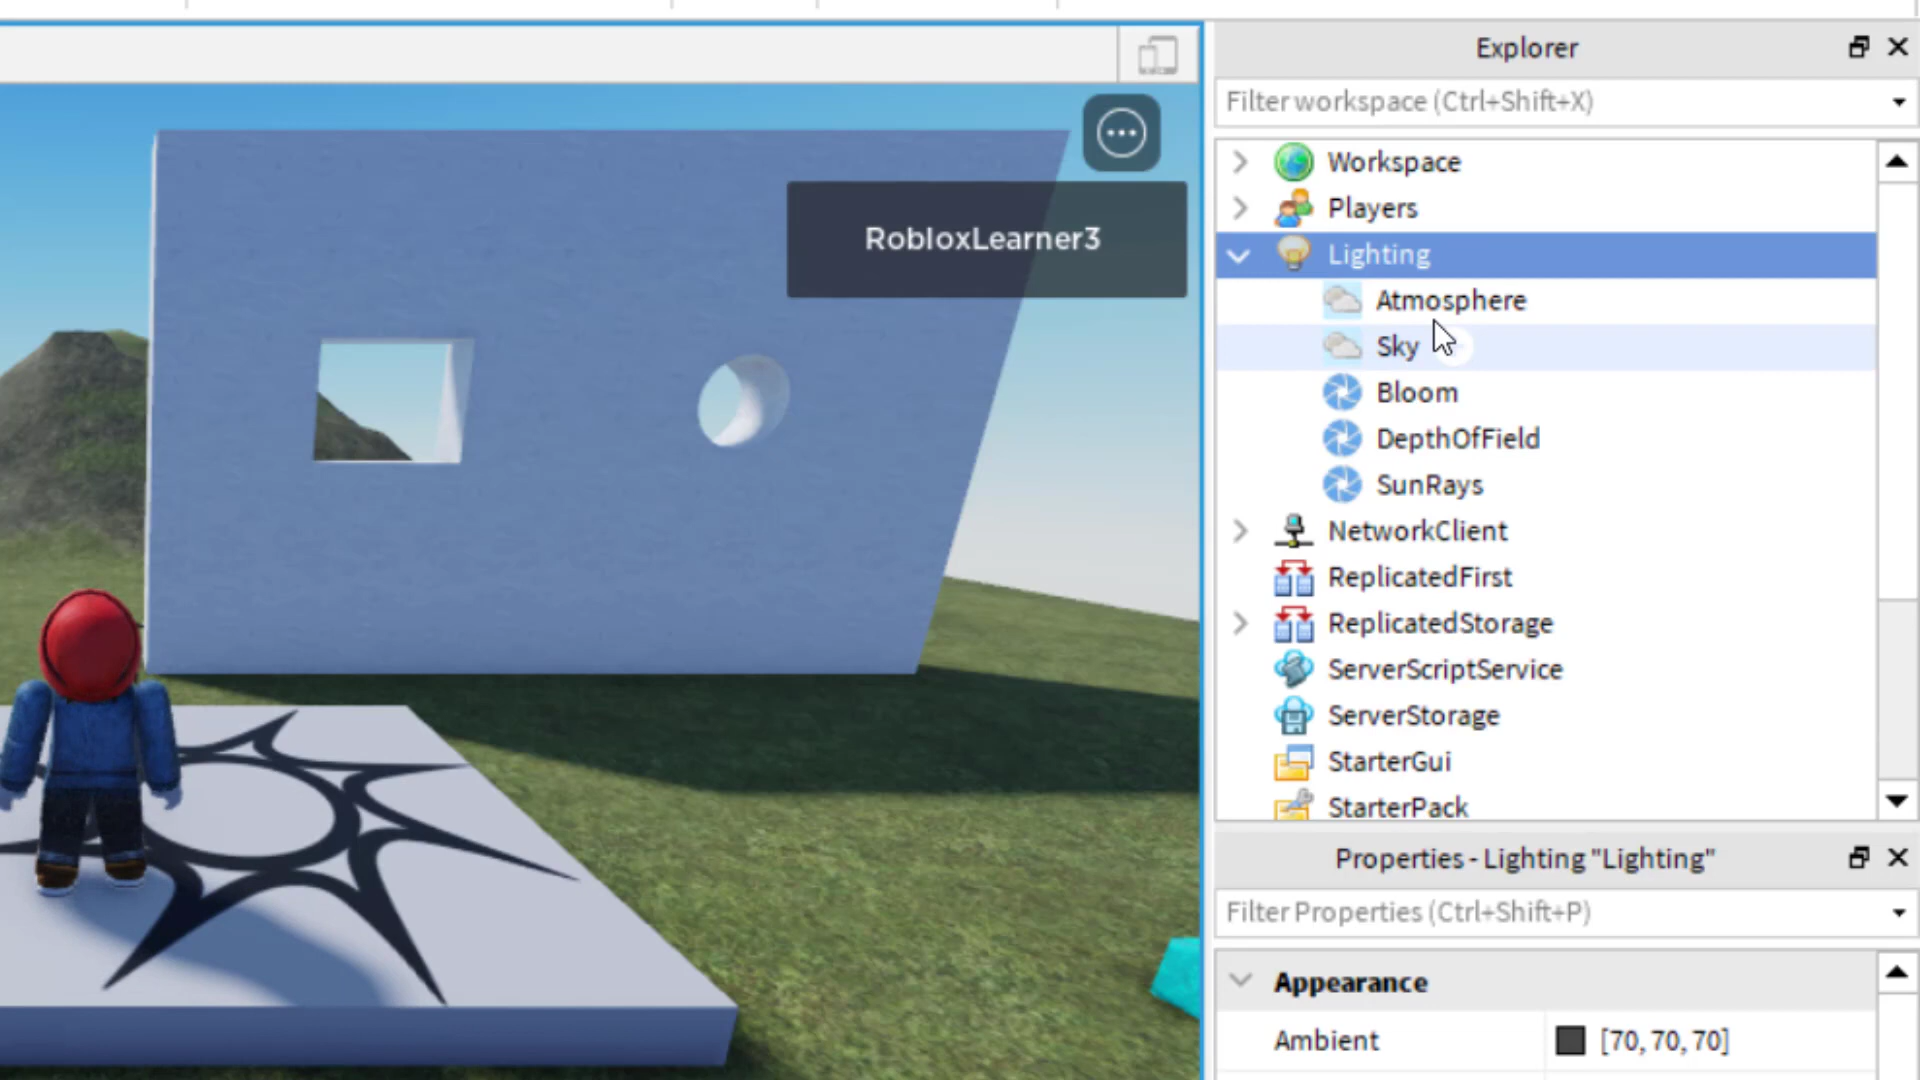 Explorer
Filter workspace (Ctrl+Shift+X)
RobloxLearner3
Workspace
Players
Lighting
Atmosphere
Sky
Bloom
DepthOfField
SunRays
NetworkClient
ReplicatedFirst
ReplicatedStorage
ServerScriptService
ServerStorage
StarterGui
StarterPack
Properties - Lighting "Lighting"
Filter Properties (Ctrl+Shift+P)
Appearance
Ambient [70, 70, 70]